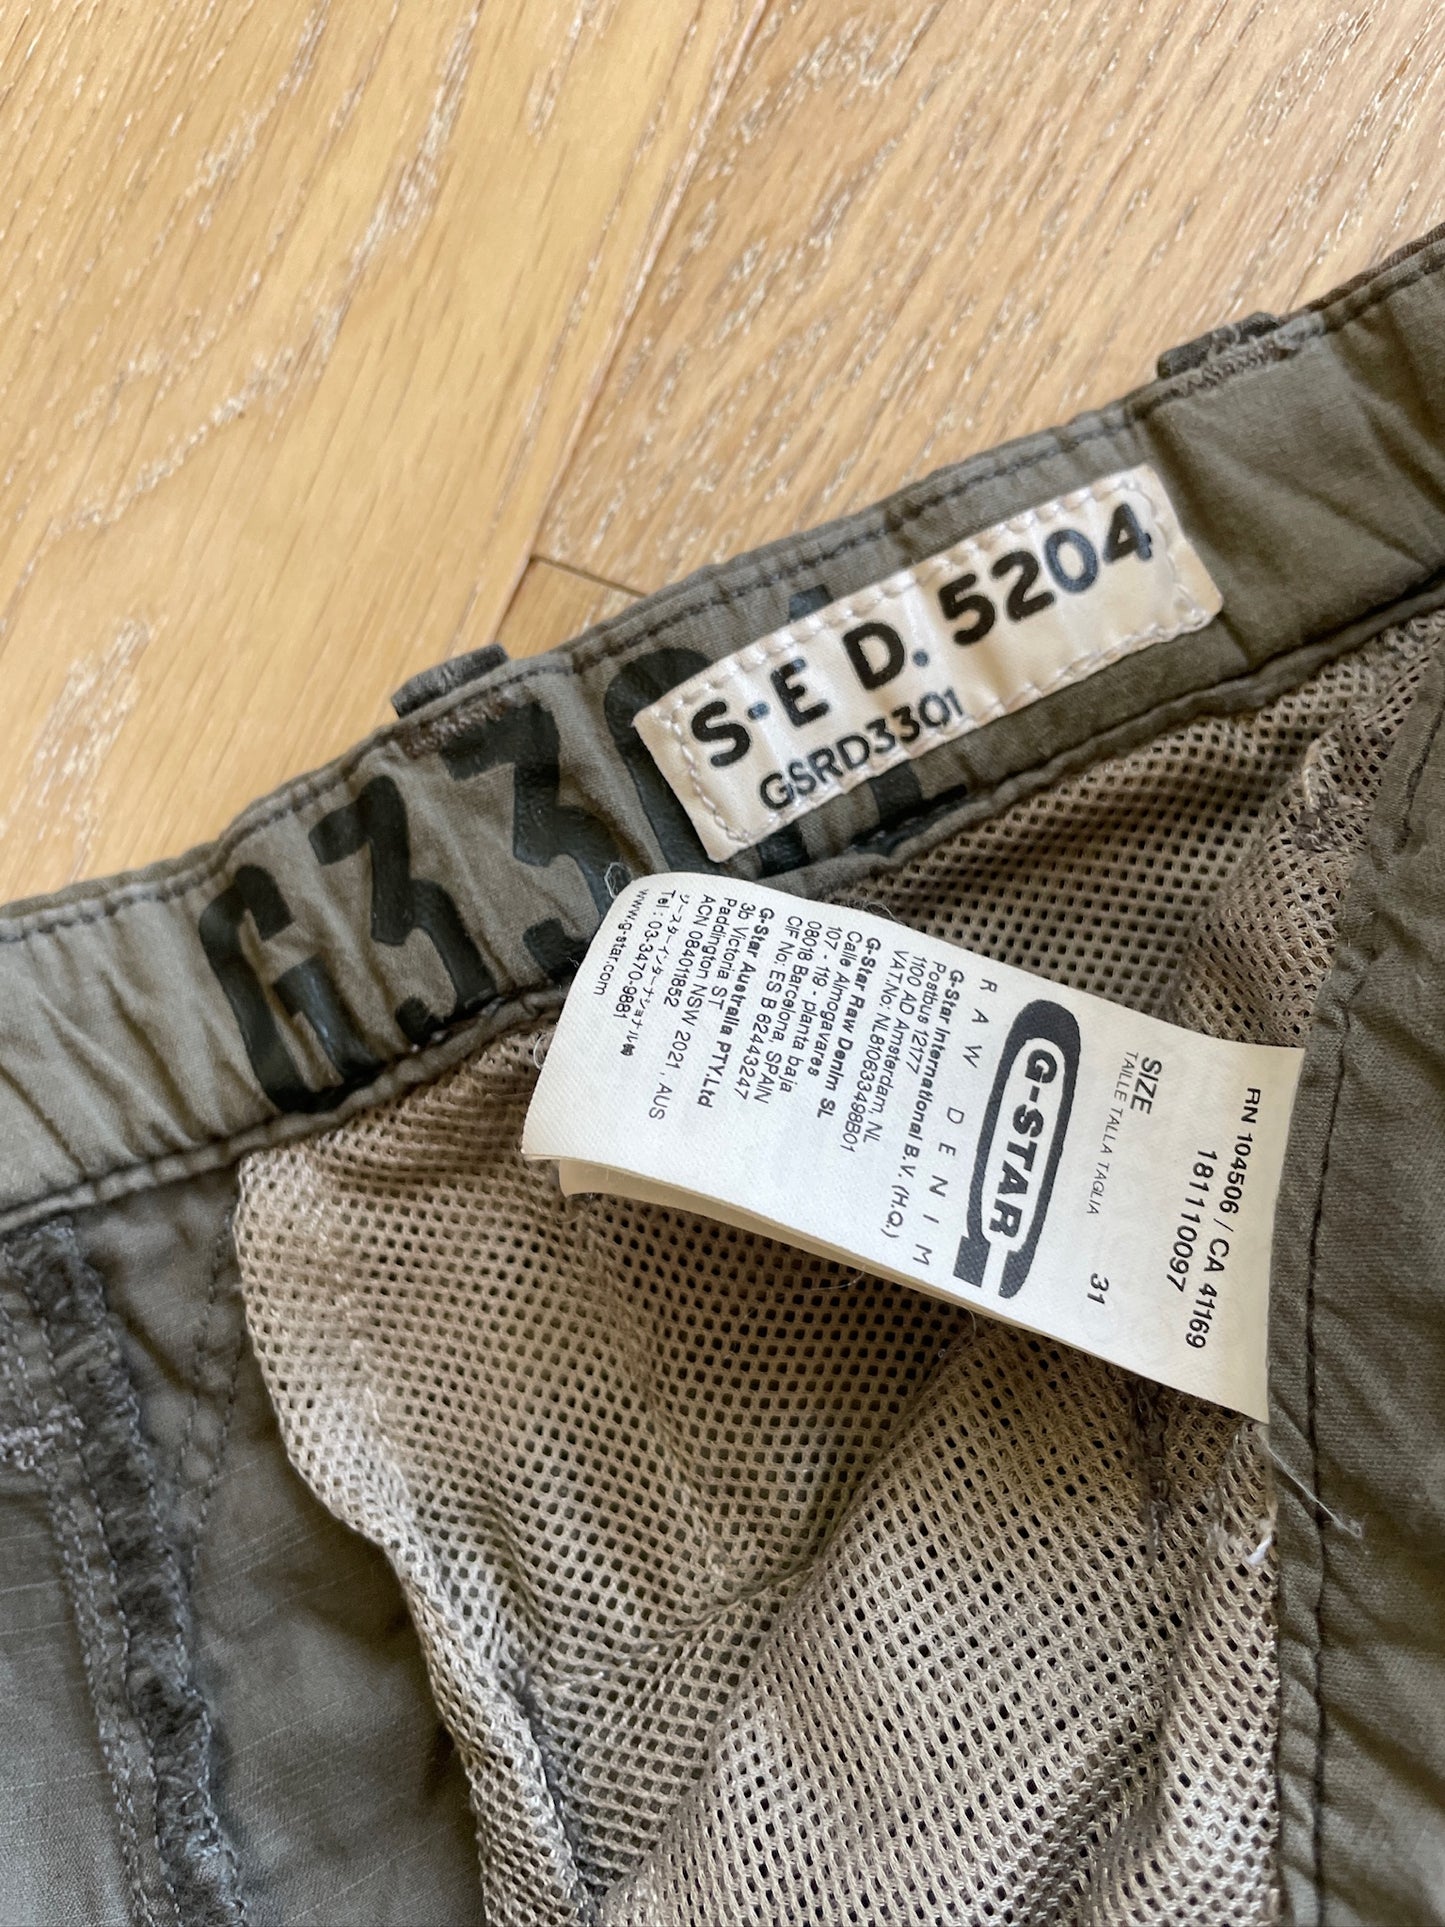 S-E D. 5204
GSRD3301
G330
RN 104506 / CA 41169
1811110097
SIZE
TAILLE TALLA TAGLIA
31
G-STAR
RAW DENIM
G-Star International B.V. (H.Q.)
Postbus 12177
1100 AD Amsterdam, NL
VAT.No: NL810633498B01
G-Star Raw Denim SL
Calle Almogavares
107 - 119 - planta baja
08018 Barcelona, SPAIN
CIF No: ES B 62443247
G-Star Australia PTY.Ltd
3b Victoria ST
Paddington NSW 2021, AUS
ACN 084011852
Tel : 03-3470-9881
www.g-star.com